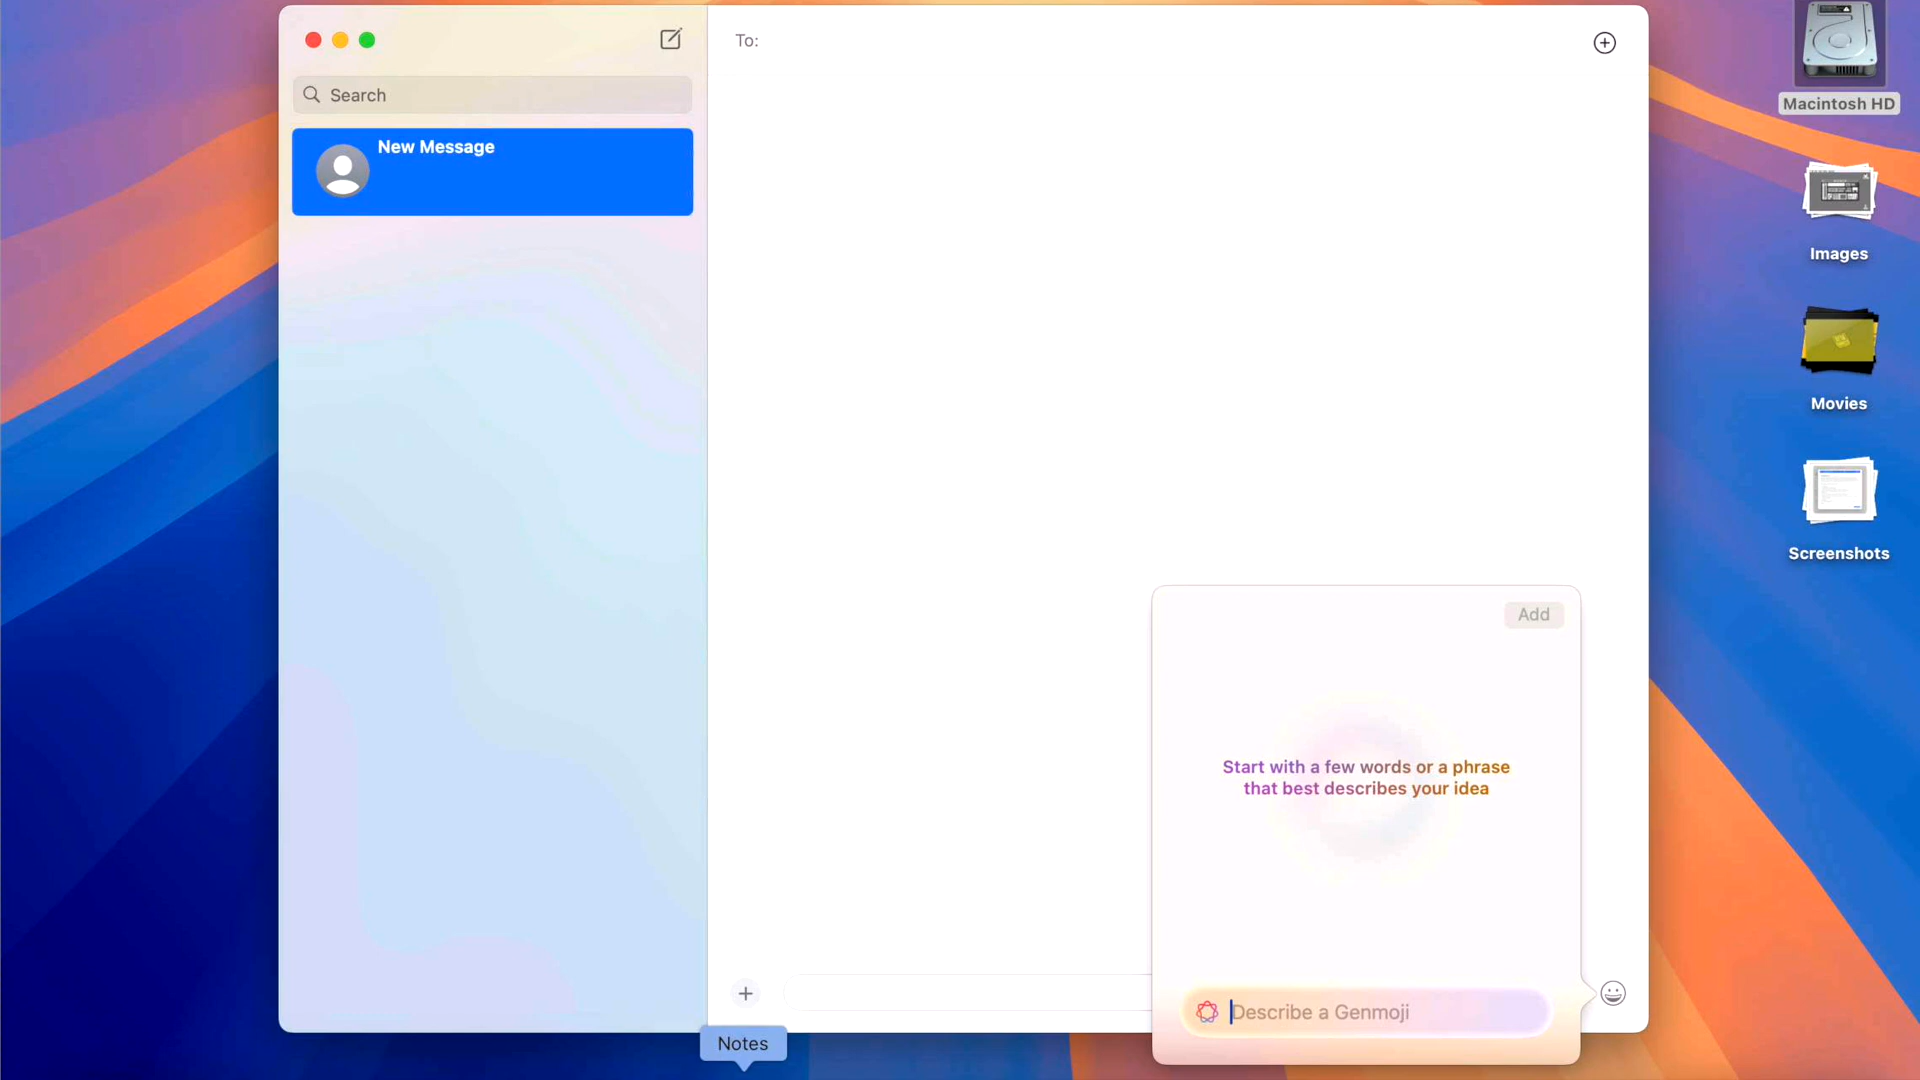 Search
New Message
To:
Macintosh HD
Images
Movies
Screenshots
Add
Start with a few words or a phrase
that best describes your idea
Describe a Genmoji
Notes